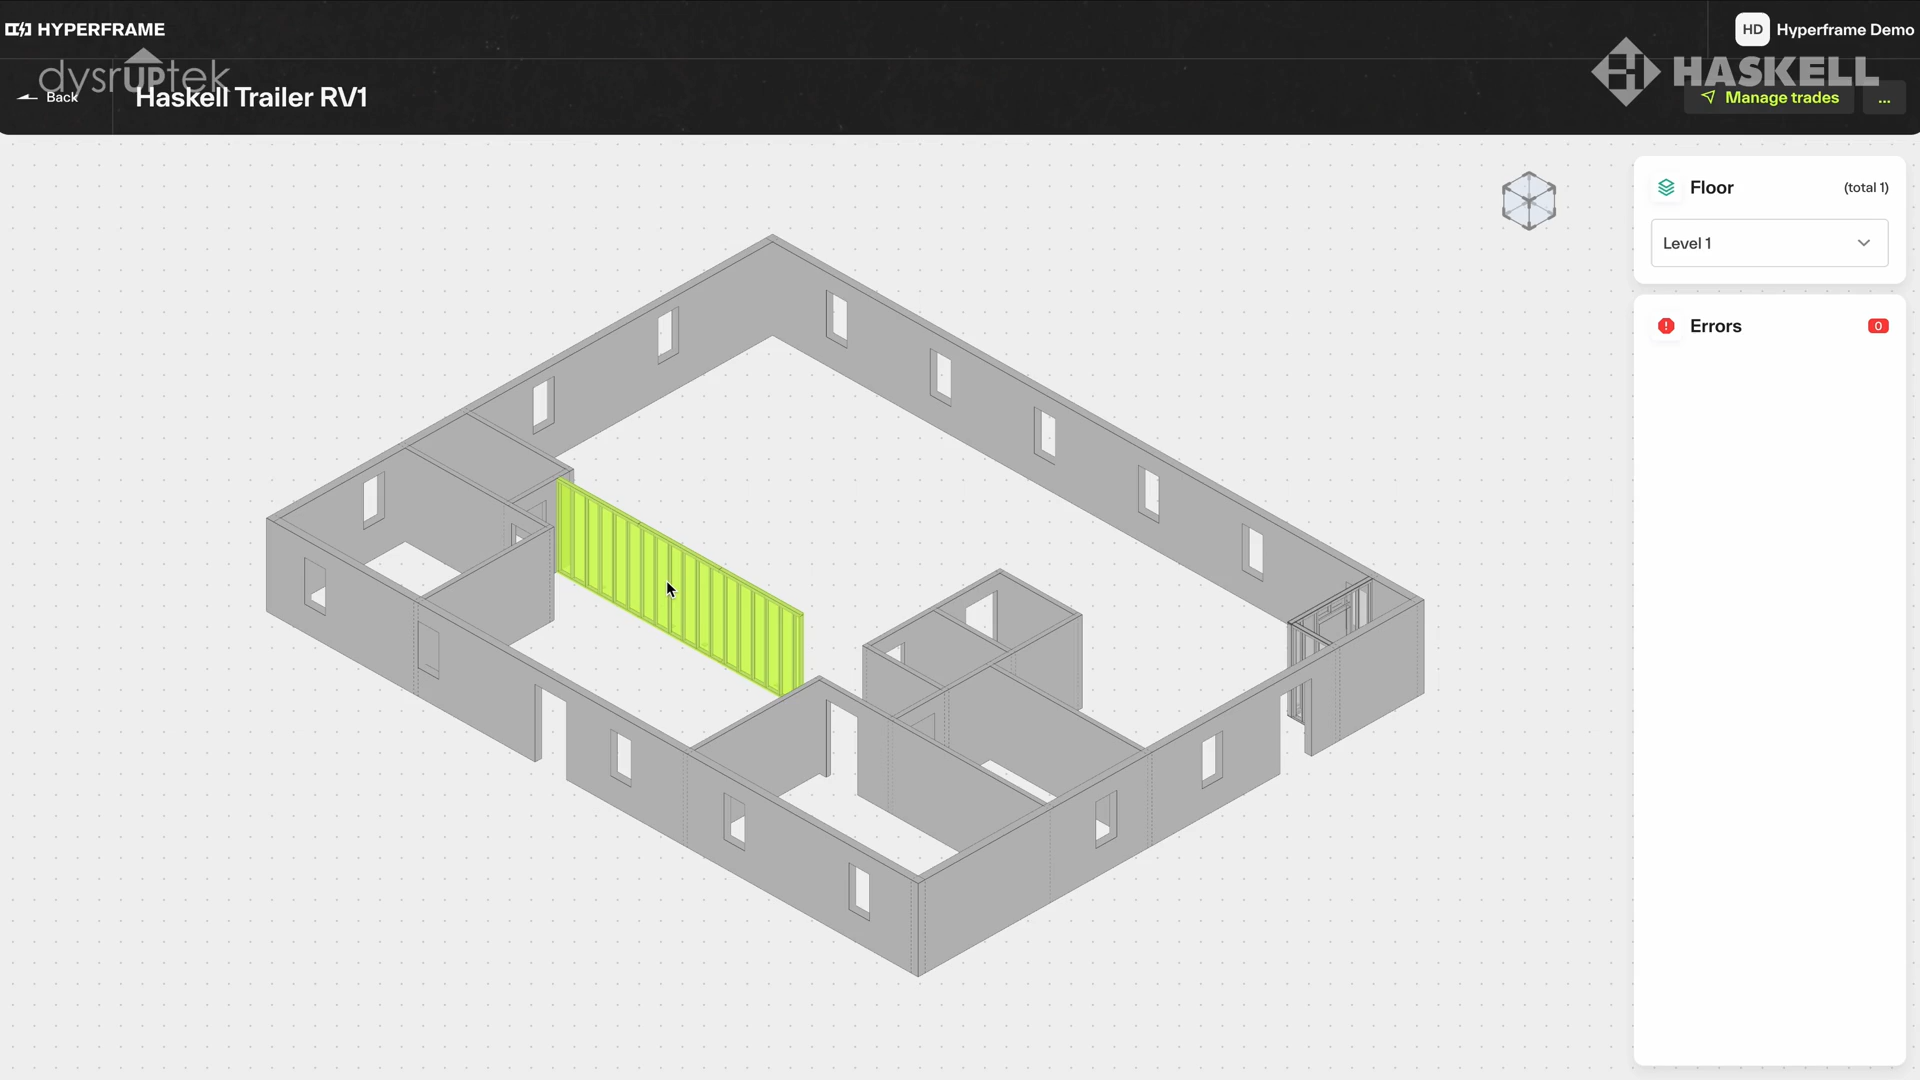 HYPERFRAME
HD Hyperframe Demo
dysrUPtek
HASKELL
Back
Haskell Trailer RV1
Manage trades
...
Floor
(total 1)
Level 1
Errors
0